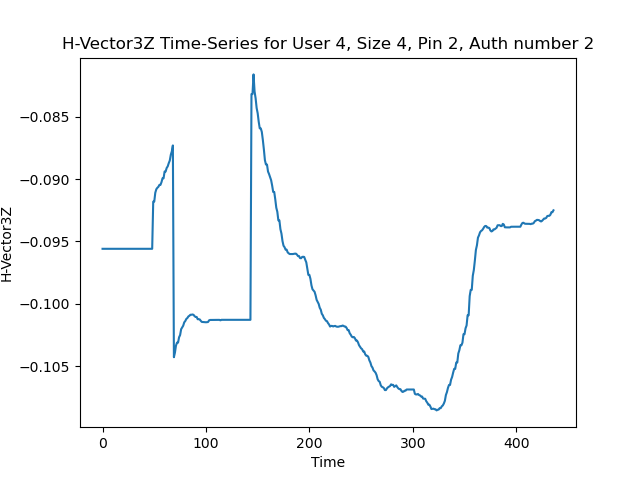 H-Vector3Z Time-Series for User 4, Size 4, Pin 2, Auth number 2
H-Vector3Z
−0.085
−0.090
−0.095
−0.100
−0.105
0 100 200 300 400
Time